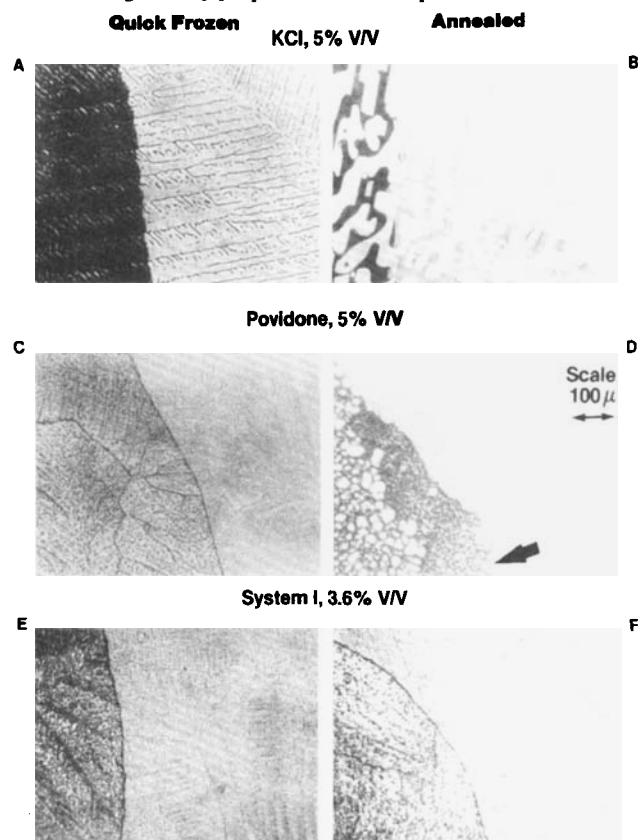 Quick Frozen
Annealed
KCl, 5% V/V
A
B
Povidone, 5% V/V
C
D
Scale
100 μ
System I, 3.6% V/V
E
F